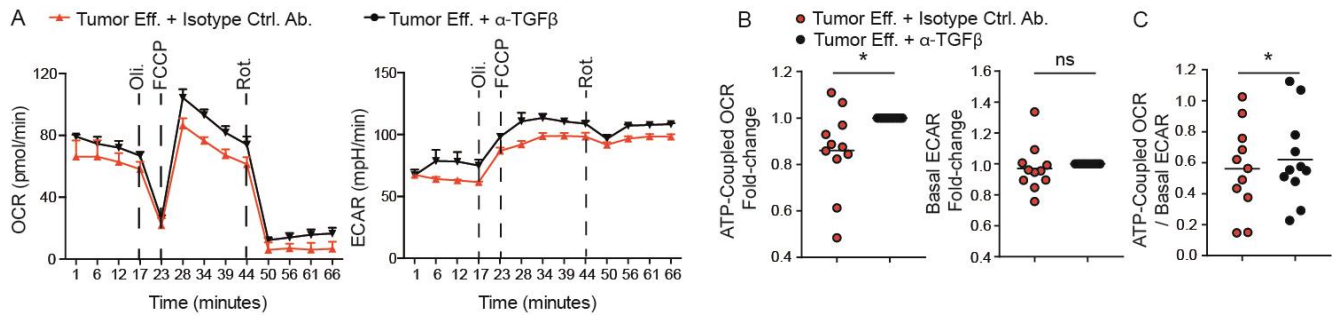 A
Tumor Eff. + Isotype Ctrl. Ab.
Tumor Eff. + α-TGFβ
Oli.
FCCP
Rot.
OCR (pmol/min)
120
80
40
0
1 6 12 17 23 28 34 39 44 50 56 61 66
Time (minutes)
Oli.
FCCP
Rot.
ECAR (mpH/min)
150
100
50
0
1 6 12 17 23 28 34 39 44 50 56 61 66
Time (minutes)
B
Tumor Eff. + Isotype Ctrl. Ab.
Tumor Eff. + α-TGFβ
*
ATP-Coupled OCR
Fold-change
1.2
1.0
0.8
0.6
0.4
ns
Basal ECAR
Fold-change
1.6
1.4
1.2
1.0
0.8
0.6
0.4
C
*
ATP-Coupled OCR
/ Basal ECAR
1.2
1.0
0.8
0.6
0.4
0.2
0.0